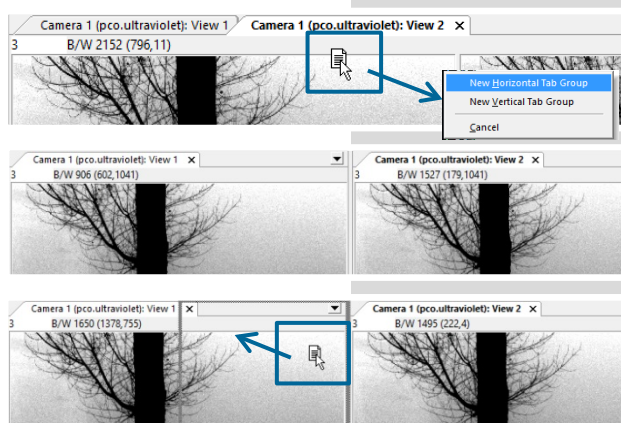 Camera 1 (pco.ultraviolet): View 1
Camera 1 (pco.ultraviolet): View 2
3 B/W 2152 (796,11)
New Horizontal Tab Group
New Vertical Tab Group
Cancel
Camera 1 (pco.ultraviolet): View 1
Camera 1 (pco.ultraviolet): View 2
3 B/W 906 (602,1041)
3 B/W 1527 (179,1041)
Camera 1 (pco.ultraviolet): View 1
Camera 1 (pco.ultraviolet): View 2
3 B/W 1650 (1378,755)
3 B/W 1495 (222,4)